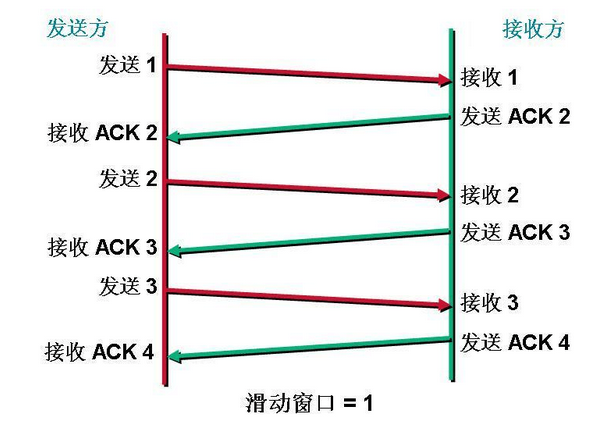 发送方
接收方
发送 1
接收 1
发送 ACK 2
接收 ACK 2
发送 2
接收 2
发送 ACK 3
接收 ACK 3
发送 3
接收 3
发送 ACK 4
接收 ACK 4
滑动窗口 = 1